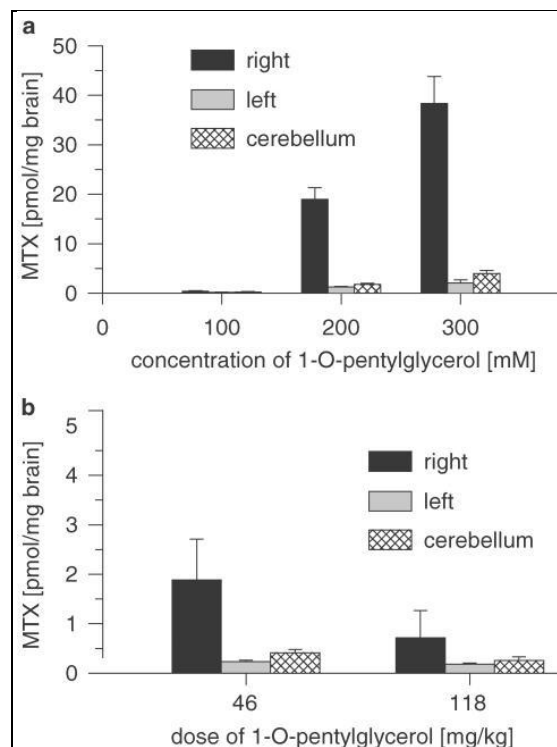 a
50
40
30
20
10
0
MTX [pmol/mg brain]
right
left
cerebellum
0 100 200 300
concentration of 1-O-pentylglycerol [mM]
b
5
4
3
2
1
0
MTX [pmol/mg brain]
right
left
cerebellum
46 118
dose of 1-O-pentylglycerol [mg/kg]